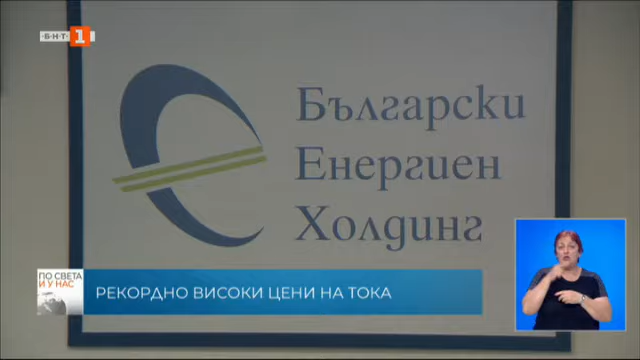 БНТ 1
Български
Енергиен
Холдинг
ПО СВЕТА
И У НАС
РЕКОРДНО ВИСОКИ ЦЕНИ НА ТОКА